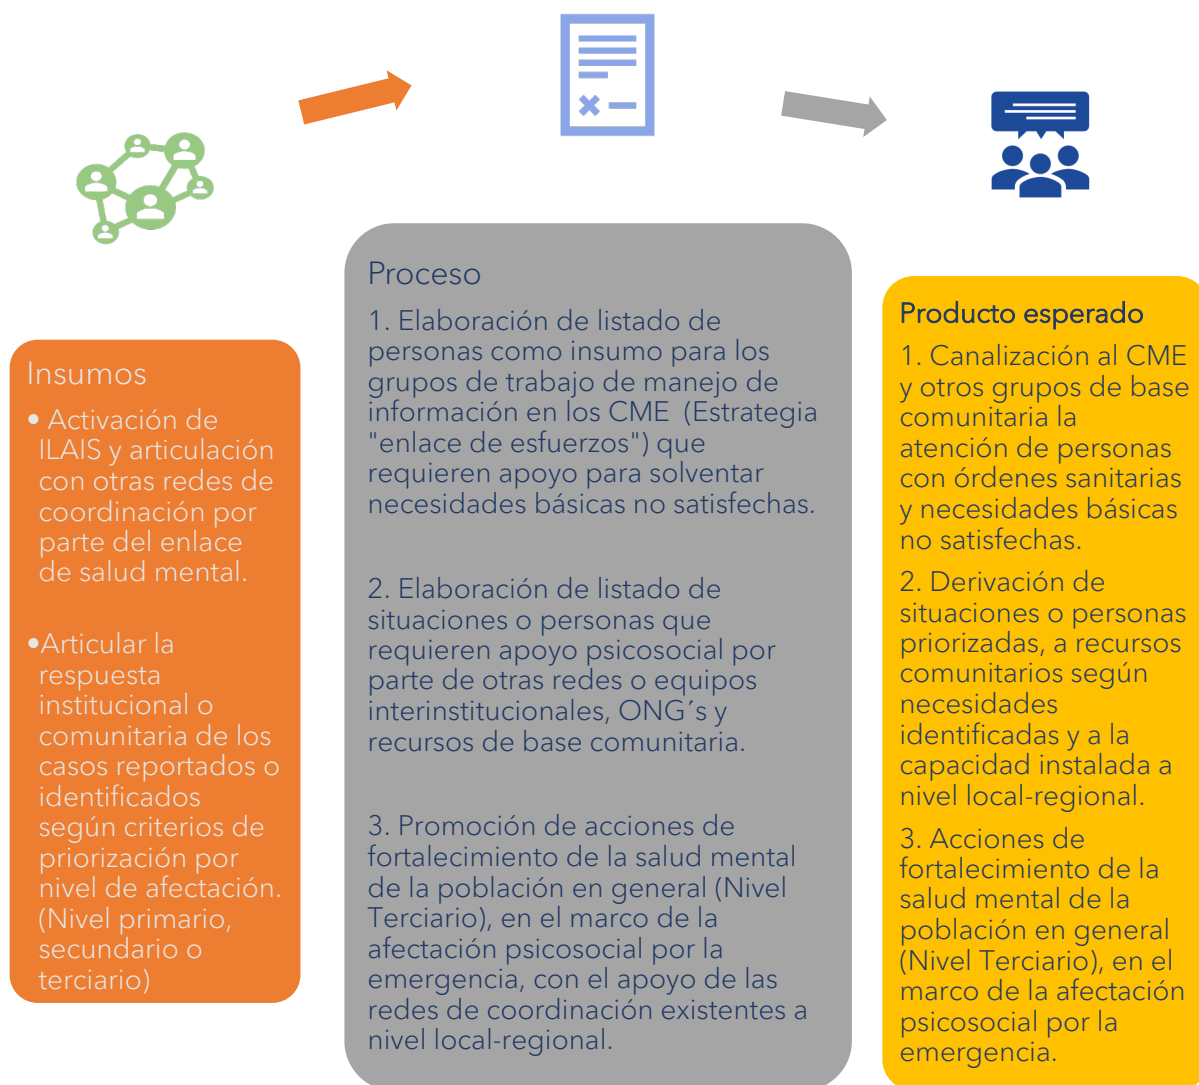 Insumos
• Activación de
ILAIS y articulación
con otras redes de
coordinación por
parte del enlace
de salud mental.
•Articular la
respuesta
institucional o
comunitaria de los
casos reportados o
identificados
según criterios de
priorización por
nivel de afectación.
(Nivel primario,
secundario o
terciario)
Proceso
1. Elaboración de listado de
personas como insumo para los
grupos de trabajo de manejo de
información en los CME (Estrategia
"enlace de esfuerzos") que
requieren apoyo para solventar
necesidades básicas no satisfechas.
2. Elaboración de listado de
situaciones o personas que
requieren apoyo psicosocial por
parte de otras redes o equipos
interinstitucionales, ONG´s y
recursos de base comunitaria.
3. Promoción de acciones de
fortalecimiento de la salud mental
de la población en general (Nivel
Terciario), en el marco de la
afectación psicosocial por la
emergencia, con el apoyo de las
redes de coordinación existentes a
nivel local-regional.
Producto esperado
1. Canalización al CME
y otros grupos de base
comunitaria la
atención de personas
con órdenes sanitarias
y necesidades básicas
no satisfechas.
2. Derivación de
situaciones o personas
priorizadas, a recursos
comunitarios según
necesidades
identificadas y a la
capacidad instalada a
nivel local-regional.
3. Acciones de
fortalecimiento de la
salud mental de la
población en general
(Nivel Terciario), en el
marco de la afectación
psicosocial por la
emergencia.